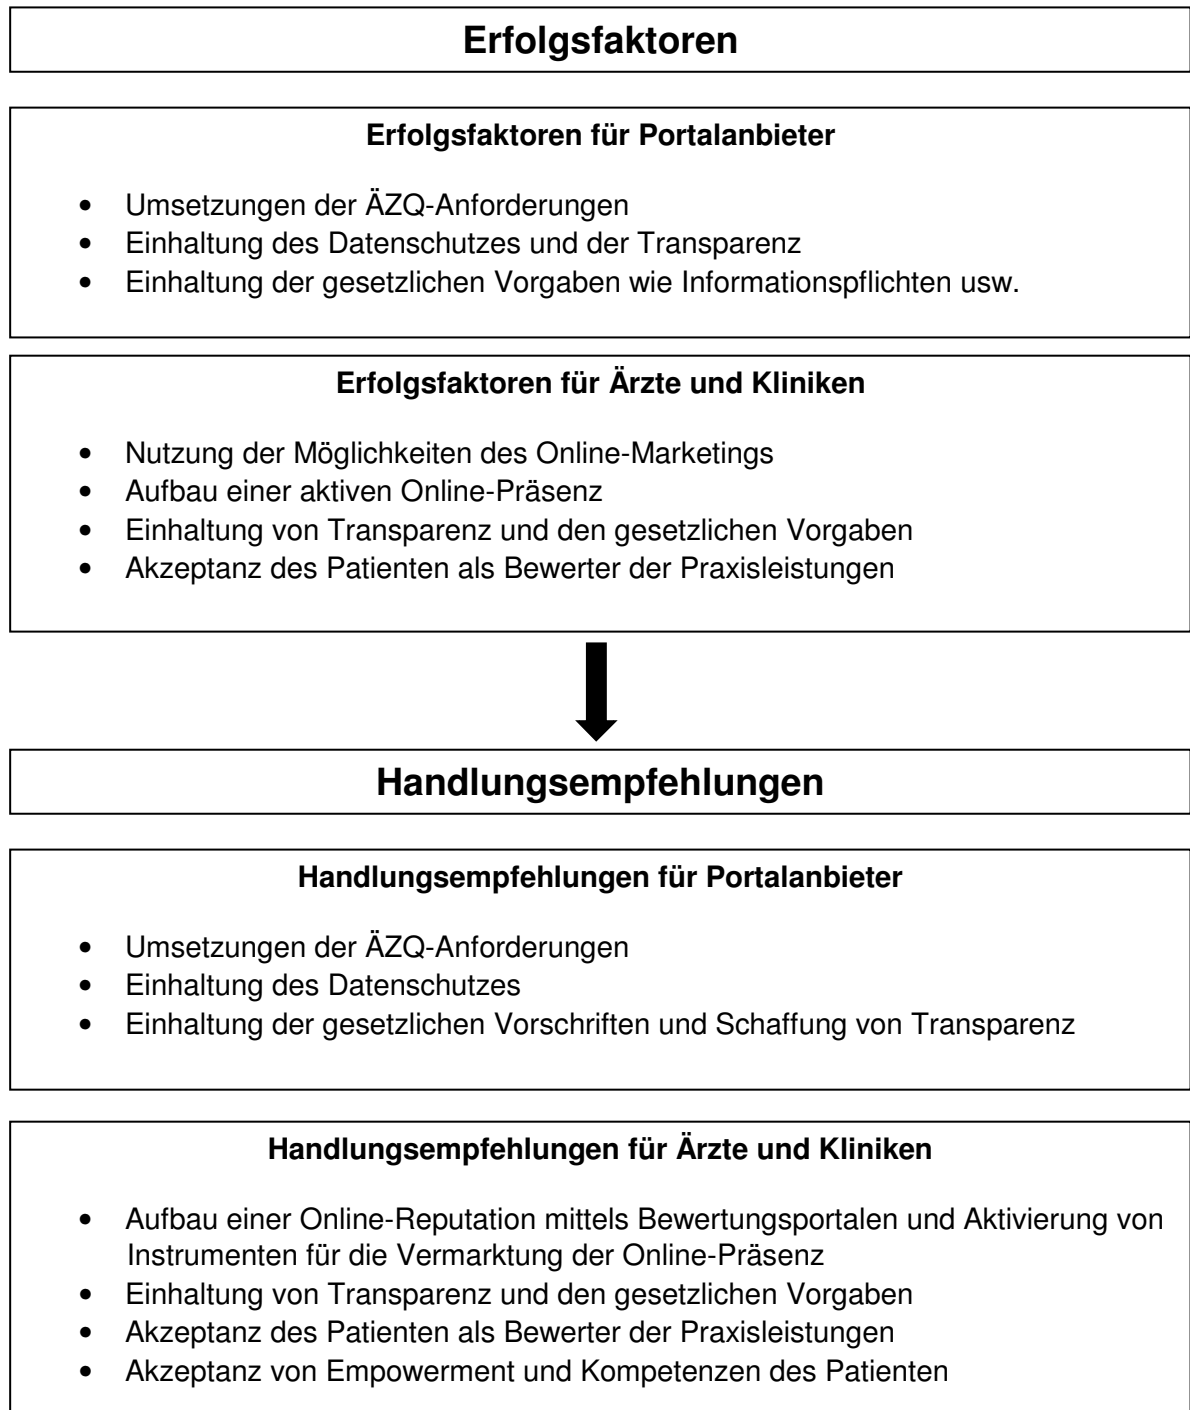 Erfolgsfaktoren
Erfolgsfaktoren für Portalanbieter
• Umsetzungen der ÄZQ-Anforderungen
• Einhaltung des Datenschutzes und der Transparenz
• Einhaltung der gesetzlichen Vorgaben wie Informationspflichten usw.
Erfolgsfaktoren für Ärzte und Kliniken
• Nutzung der Möglichkeiten des Online-Marketings
• Aufbau einer aktiven Online-Präsenz
• Einhaltung von Transparenz und den gesetzlichen Vorgaben
• Akzeptanz des Patienten als Bewerter der Praxisleistungen
Handlungsempfehlungen
Handlungsempfehlungen für Portalanbieter
• Umsetzungen der ÄZQ-Anforderungen
• Einhaltung des Datenschutzes
• Einhaltung der gesetzlichen Vorschriften und Schaffung von Transparenz
Handlungsempfehlungen für Ärzte und Kliniken
• Aufbau einer Online-Reputation mittels Bewertungsportalen und Aktivierung von
Instrumenten für die Vermarktung der Online-Präsenz
• Einhaltung von Transparenz und den gesetzlichen Vorgaben
• Akzeptanz des Patienten als Bewerter der Praxisleistungen
• Akzeptanz von Empowerment und Kompetenzen des Patienten